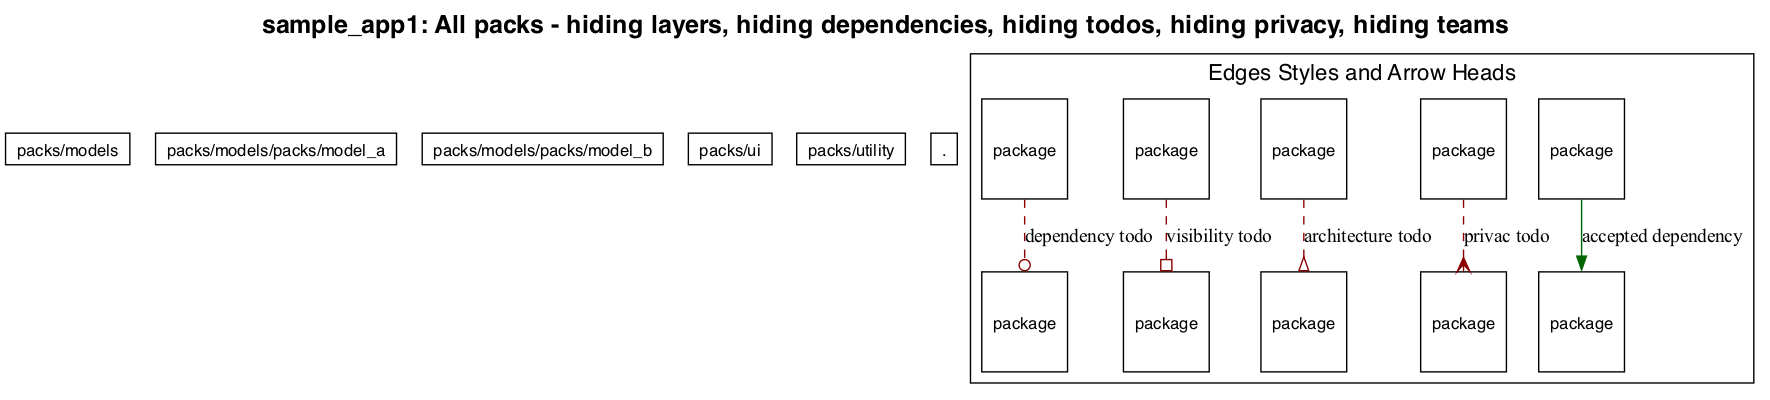 sample_app1: All packs - hiding layers, hiding dependencies, hiding todos, hiding privacy, hiding teams
Edges Styles and Arrow Heads
packs/models
packs/models/packs/model_a
packs/models/packs/model_b
packs/ui
packs/utility
.
package
package
package
package
package
dependency todo
visibility todo
architecture todo
privac todo
accepted dependency
package
package
package
package
package